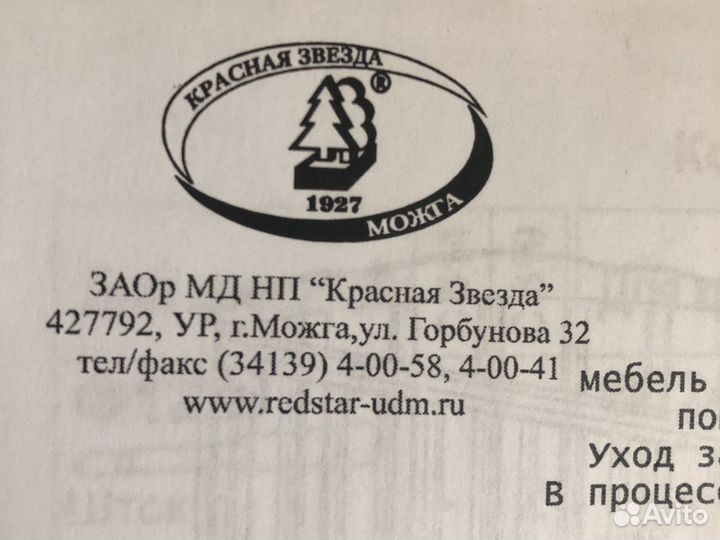 КРАСНАЯ ЗВЕЗДА
®
1927
МОЖГА
ЗАОр МД НП “Красная Звезда”
427792, УР, г.Можга,ул. Горбунова 32
тел/факс (34139) 4-00-58, 4-00-41
www.redstar-udm.ru
мебель
Уход
В
Avito